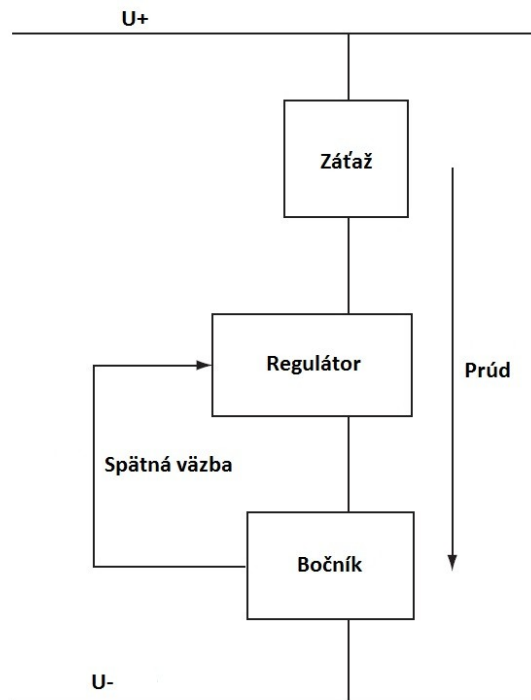 U+
Záťaž
Regulátor
Prúd
Spätná väzba
Bočník
U-